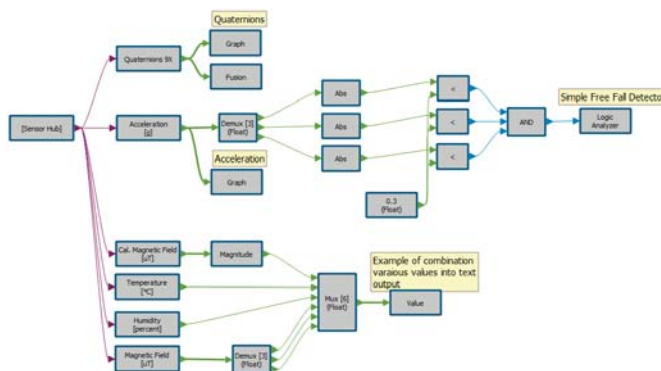 Quaternions
Graph
Quaternions 9X
Fusion
Abs
<
Simple Free Fall Detecto
[Sensor Hub]
Acceleration
[g]
Demux [3]
(Float)
Abs
<
AND
Logic
Analyzer
Acceleration
Abs
<
Graph
0.3
(Float)
Cal. Magnetic Field
[uT]
Magnitude
Example of combination
varaious values into text
output
Temperature
[°C]
Mux [6]
(Float)
Value
Humidity
[percent]
Magnetic Field
[uT]
Demux [3]
(Float)